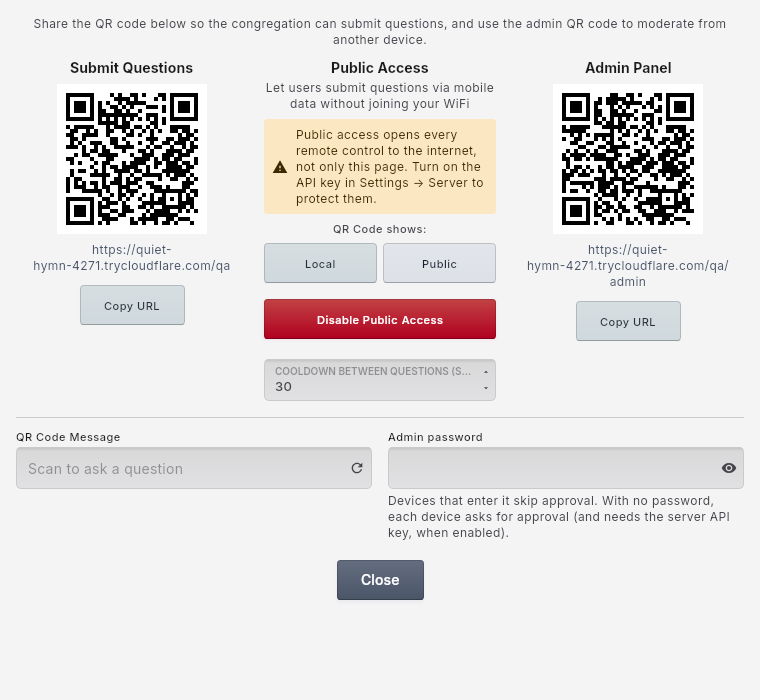 Share the QR code below so the congregation can submit questions, and use the admin QR code to moderate from
another device.
Submit Questions
https://quiet-
hymn-4271.trycloudflare.com/qa
Copy URL
Public Access
Let users submit questions via mobile
data without joining your WiFi
Public access opens every
remote control to the internet,
not only this page. Turn on the
API key in Settings → Server to
protect them.
QR Code shows:
Local
Public
Disable Public Access
COOLDOWN BETWEEN QUESTIONS (S...
30
Admin Panel
https://quiet-
hymn-4271.trycloudflare.com/qa/
admin
Copy URL
QR Code Message
Scan to ask a question
Admin password
Devices that enter it skip approval. With no password,
each device asks for approval (and needs the server API
key, when enabled).
Close